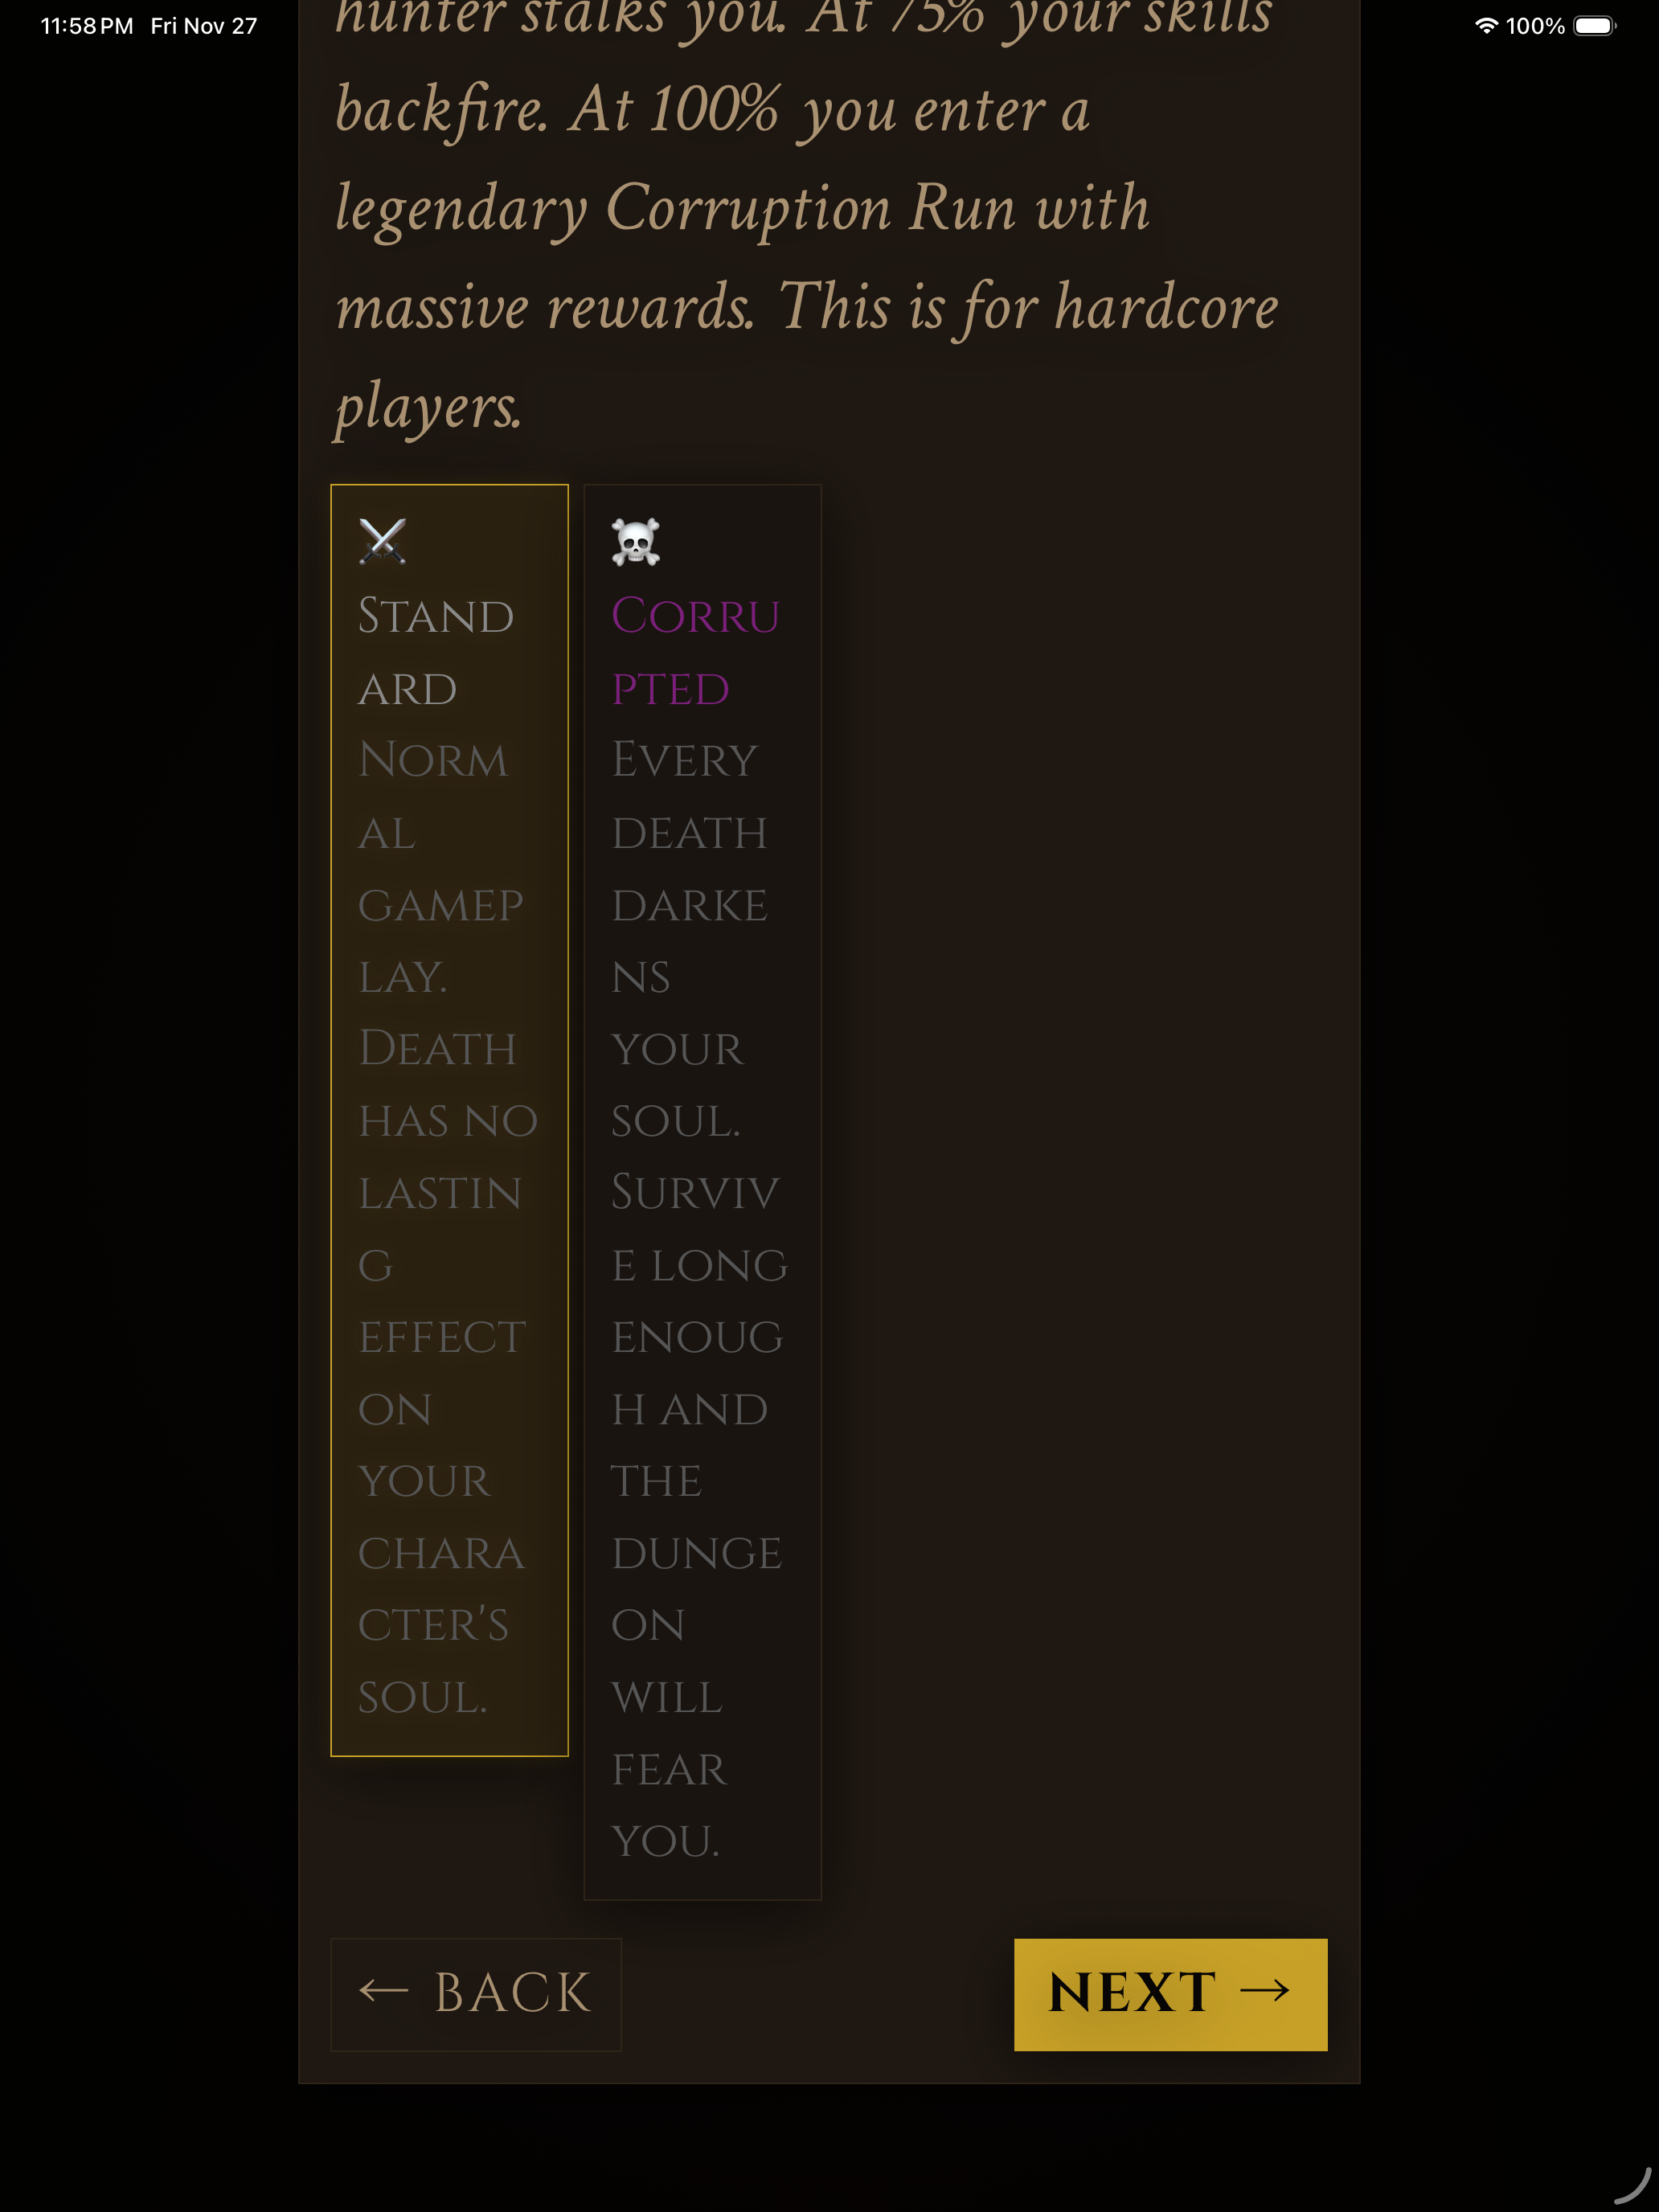 11:58 PM Fri Nov 27
100%
hunter stalks you. At 75% your skills
backfire. At 100% you enter a
legendary Corruption Run with
massive rewards. This is for hardcore
players.
Stand
ard
Norm
al
gamep
lay.
Death
has no
lastin
g
effect
on
your
chara
cter's
soul.
Corru
pted
Every
death
darke
ns
your
soul.
Surviv
e long
enoug
h and
the
dunge
on
will
fear
you.
← BACK
NEXT →